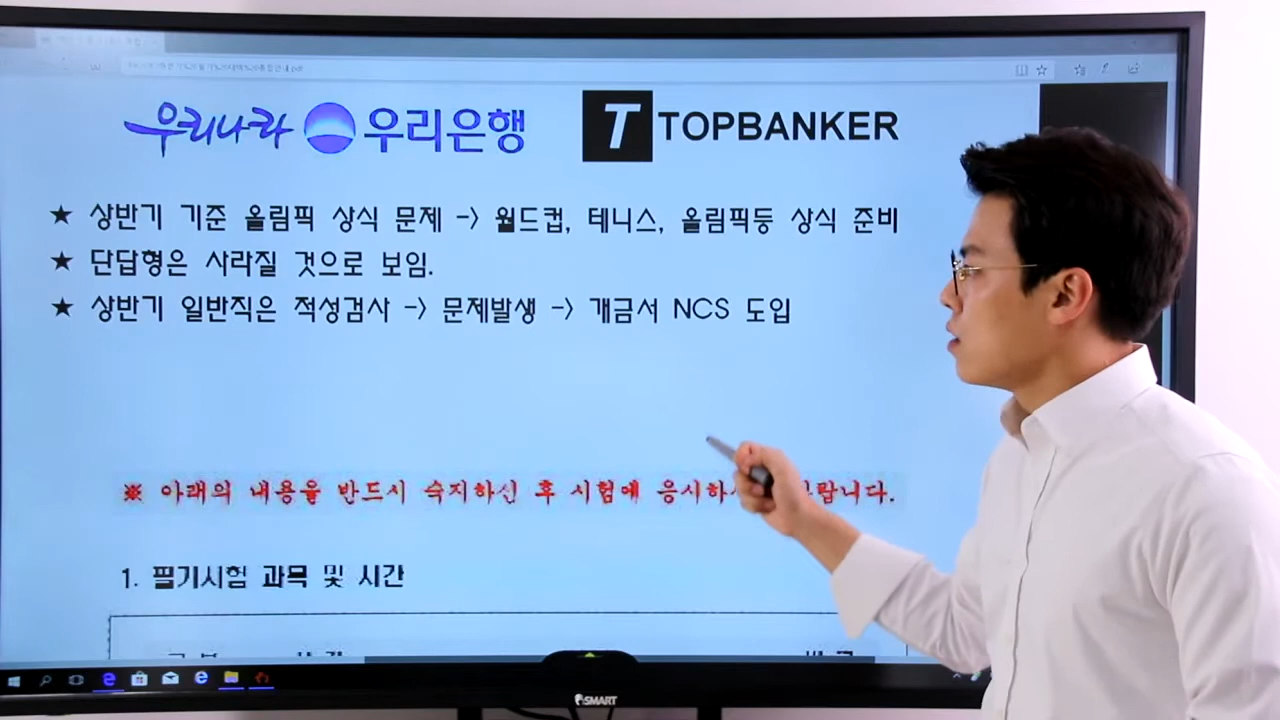 우리나라 우리은행 T TOPBANKER
★ 상반기 기준 올림픽 상식 문제 -> 월드컵, 테니스, 올림픽등 상식 준비
★ 단답형은 사라질 것으로 보임.
★ 상반기 일반직은 적성검사 -> 문제발생 -> 개금서 NCS 도입
※ 아래의 내용을 반드시 숙지하신 후 시험에 응시하시 랍니다.
1. 필기시험 과목 및 시간
SMART